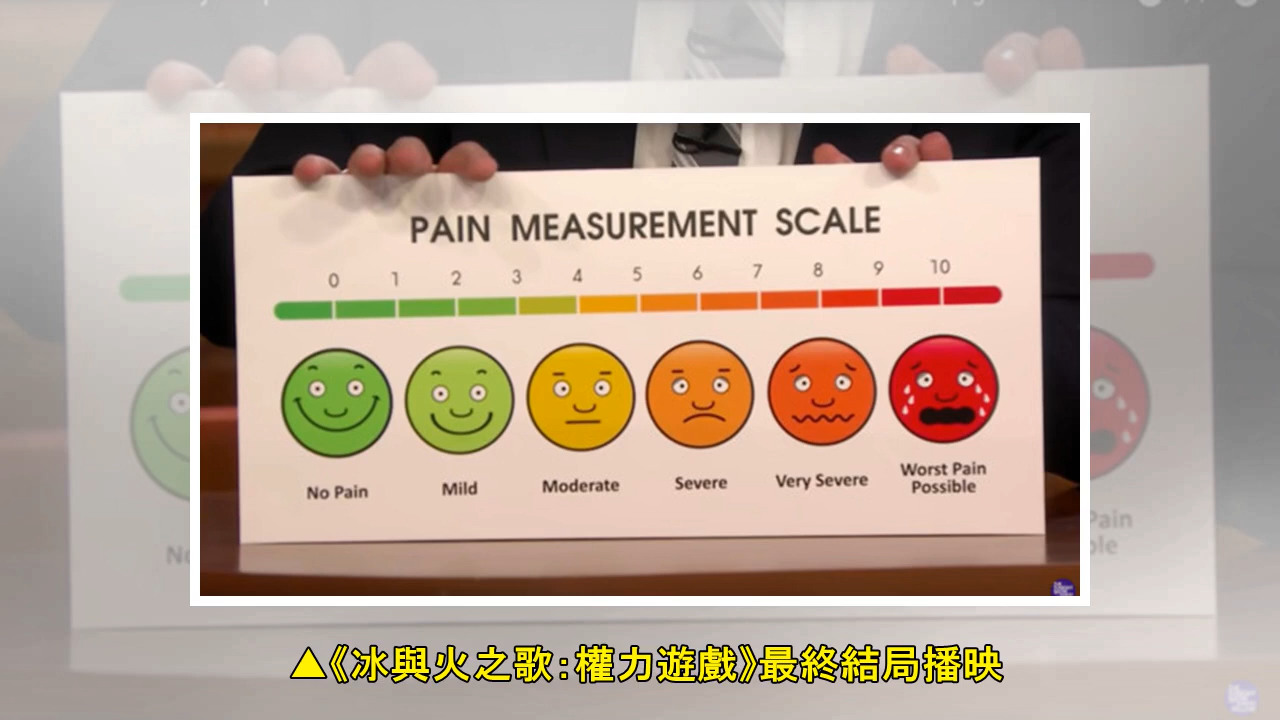 PAIN MEASUREMENT SCALE
0 1 2 3 4 5 6 7 8 9 10
No Pain
Mild
Moderate
Severe
Very Severe
Worst Pain
Possible
▲《冰與火之歌:權力遊戲》最終結局播映